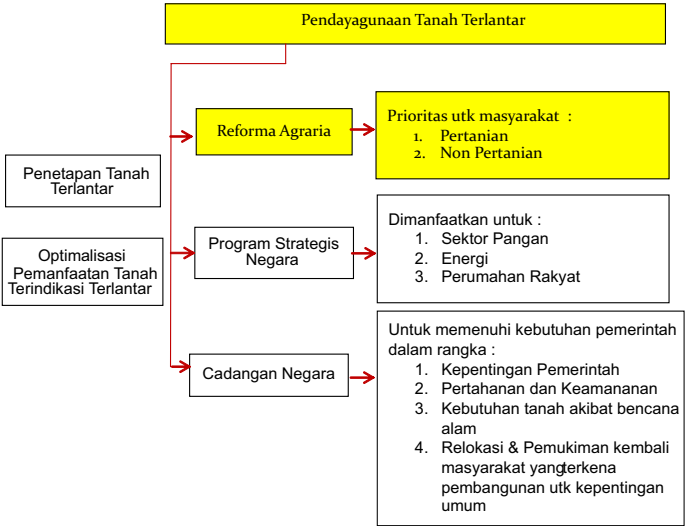 Pendayagunaan Tanah Terlantar
Reforma Agraria
Prioritas utk masyarakat :
1. Pertanian
2. Non Pertanian
Penetapan Tanah
Terlantar
Optimalisasi
Pemanfaatan Tanah
Terindikasi Terlantar
Program Strategis
Negara
Dimanfaatkan untuk :
1. Sektor Pangan
2. Energi
3. Perumahan Rakyat
Cadangan Negara
Untuk memenuhi kebutuhan pemerintah
dalam rangka :
1. Kepentingan Pemerintah
2. Pertahanan dan Keamananan
3. Kebutuhan tanah akibat bencana
alam
4. Relokasi & Pemukiman kembali
masyarakat yangterkena
pembangunan utk kepentingan
umum